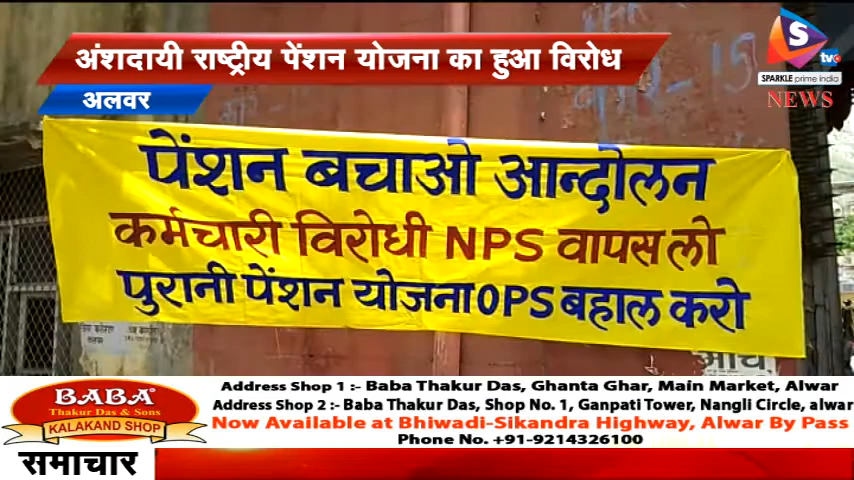 अंशदायी राष्ट्रीय पेंशन योजना का हुआ विरोध
अलवर
S
tv
SPARKLE prime india
NEWS
पेंशन बचाओ आन्दोलन
कर्मचारी विरोधी NPS वापस लो
पुरानी पेंशन योजना OPS बहाल करो
BABA
Thakur Das & Sons
KALAKAND SHOP
Address Shop 1 :- Baba Thakur Das, Ghanta Ghar, Main Market, Alwar
Address Shop 2 :- Baba Thakur Das, Shop No. 1, Ganpati Tower, Nangli Circle, alwar
Now Available at Bhiwadi-Sikandra Highway, Alwar By Pass
Phone No. +91-9214326100
समाचार